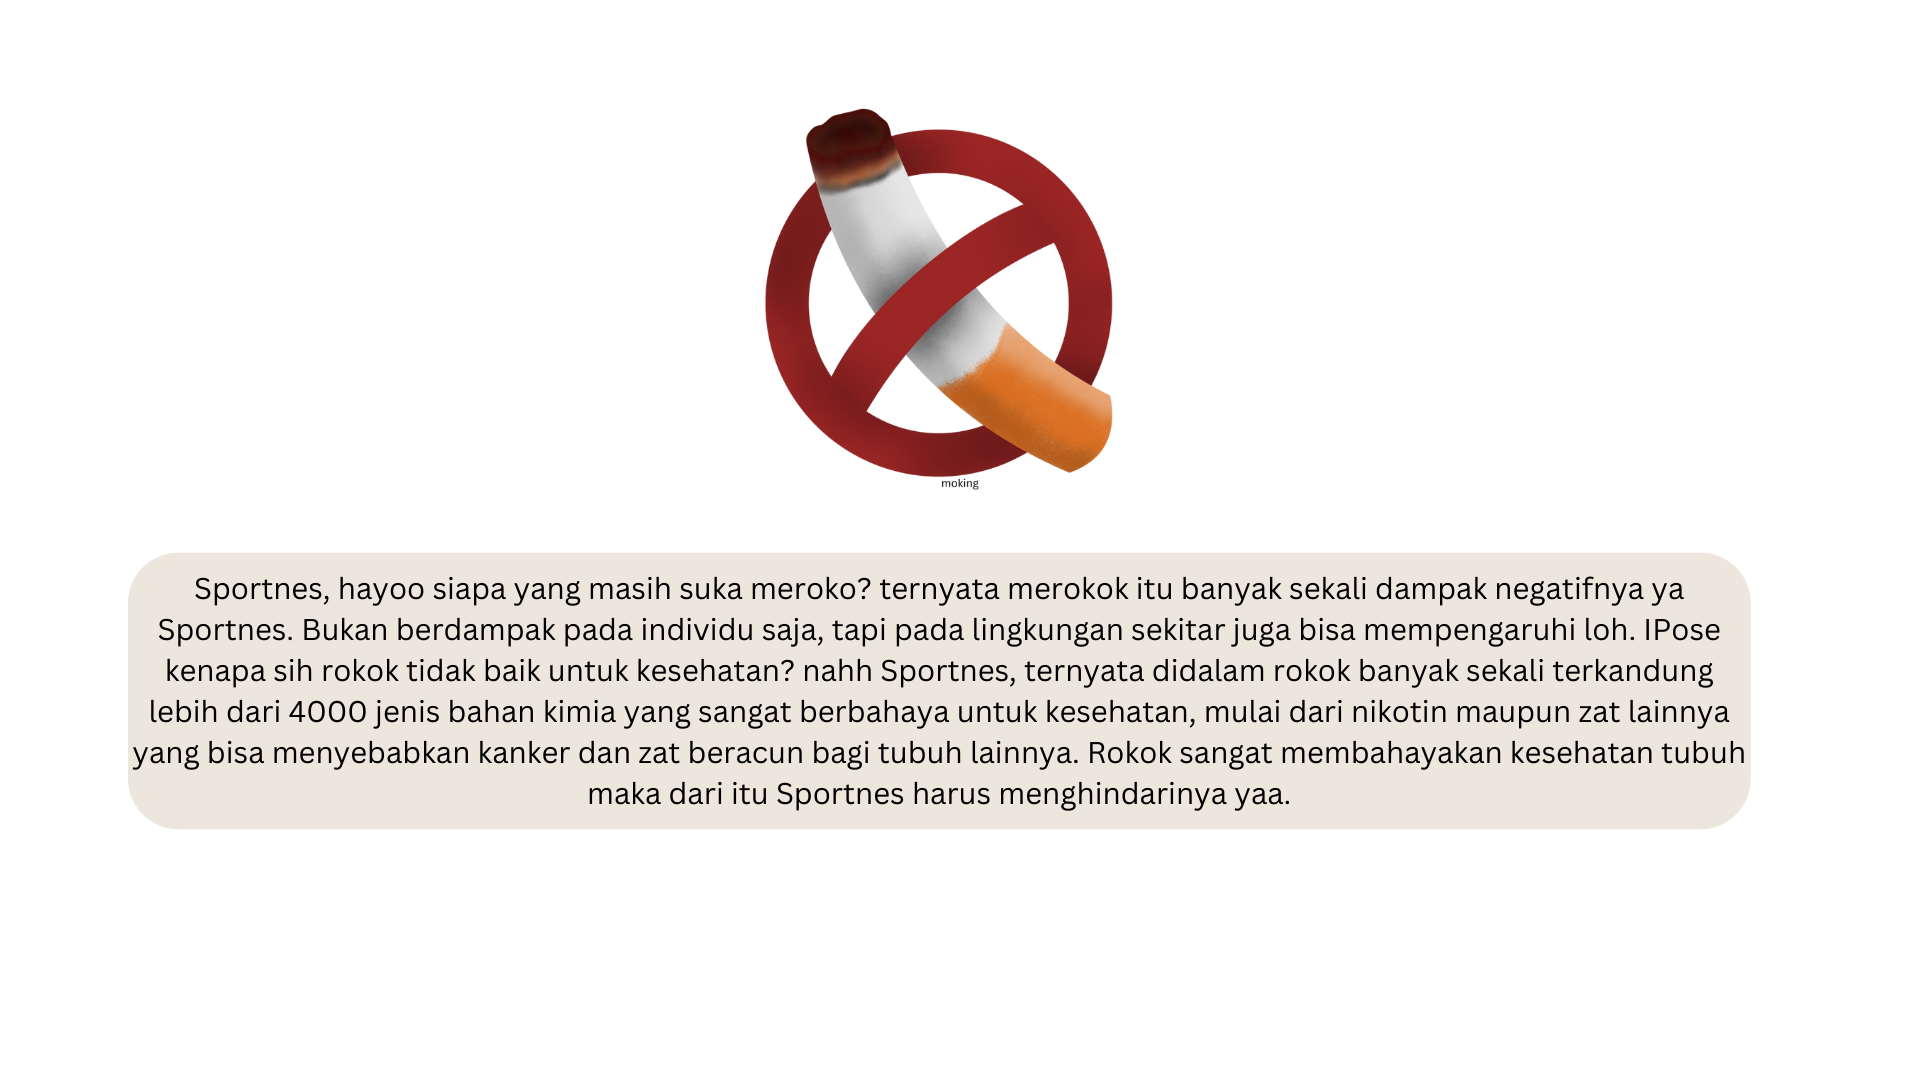 moking
Sportnes, hayoo siapa yang masih suka meroko? ternyata merokok itu banyak sekali dampak negatifnya ya
Sportnes. Bukan berdampak pada individu saja, tapi pada lingkungan sekitar juga bisa mempengaruhi loh. IPose
kenapa sih rokok tidak baik untuk kesehatan? nahh Sportnes, ternyata didalam rokok banyak sekali terkandung
lebih dari 4000 jenis bahan kimia yang sangat berbahaya untuk kesehatan, mulai dari nikotin maupun zat lainnya
yang bisa menyebabkan kanker dan zat beracun bagi tubuh lainnya. Rokok sangat membahayakan kesehatan tubuh
maka dari itu Sportnes harus menghindarinya yaa.